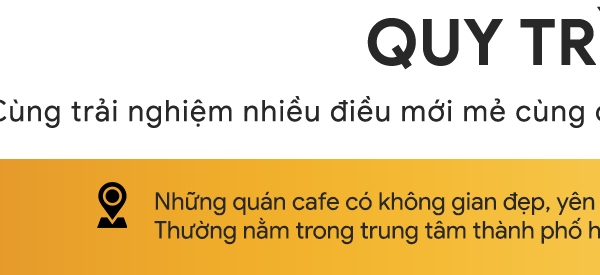 QUY TR
Cùng trải nghiệm nhiều điều mới mẻ cùng
Những quán cafe có không gian đẹp, yên
Thường nằm trong trung tâm thành phố h